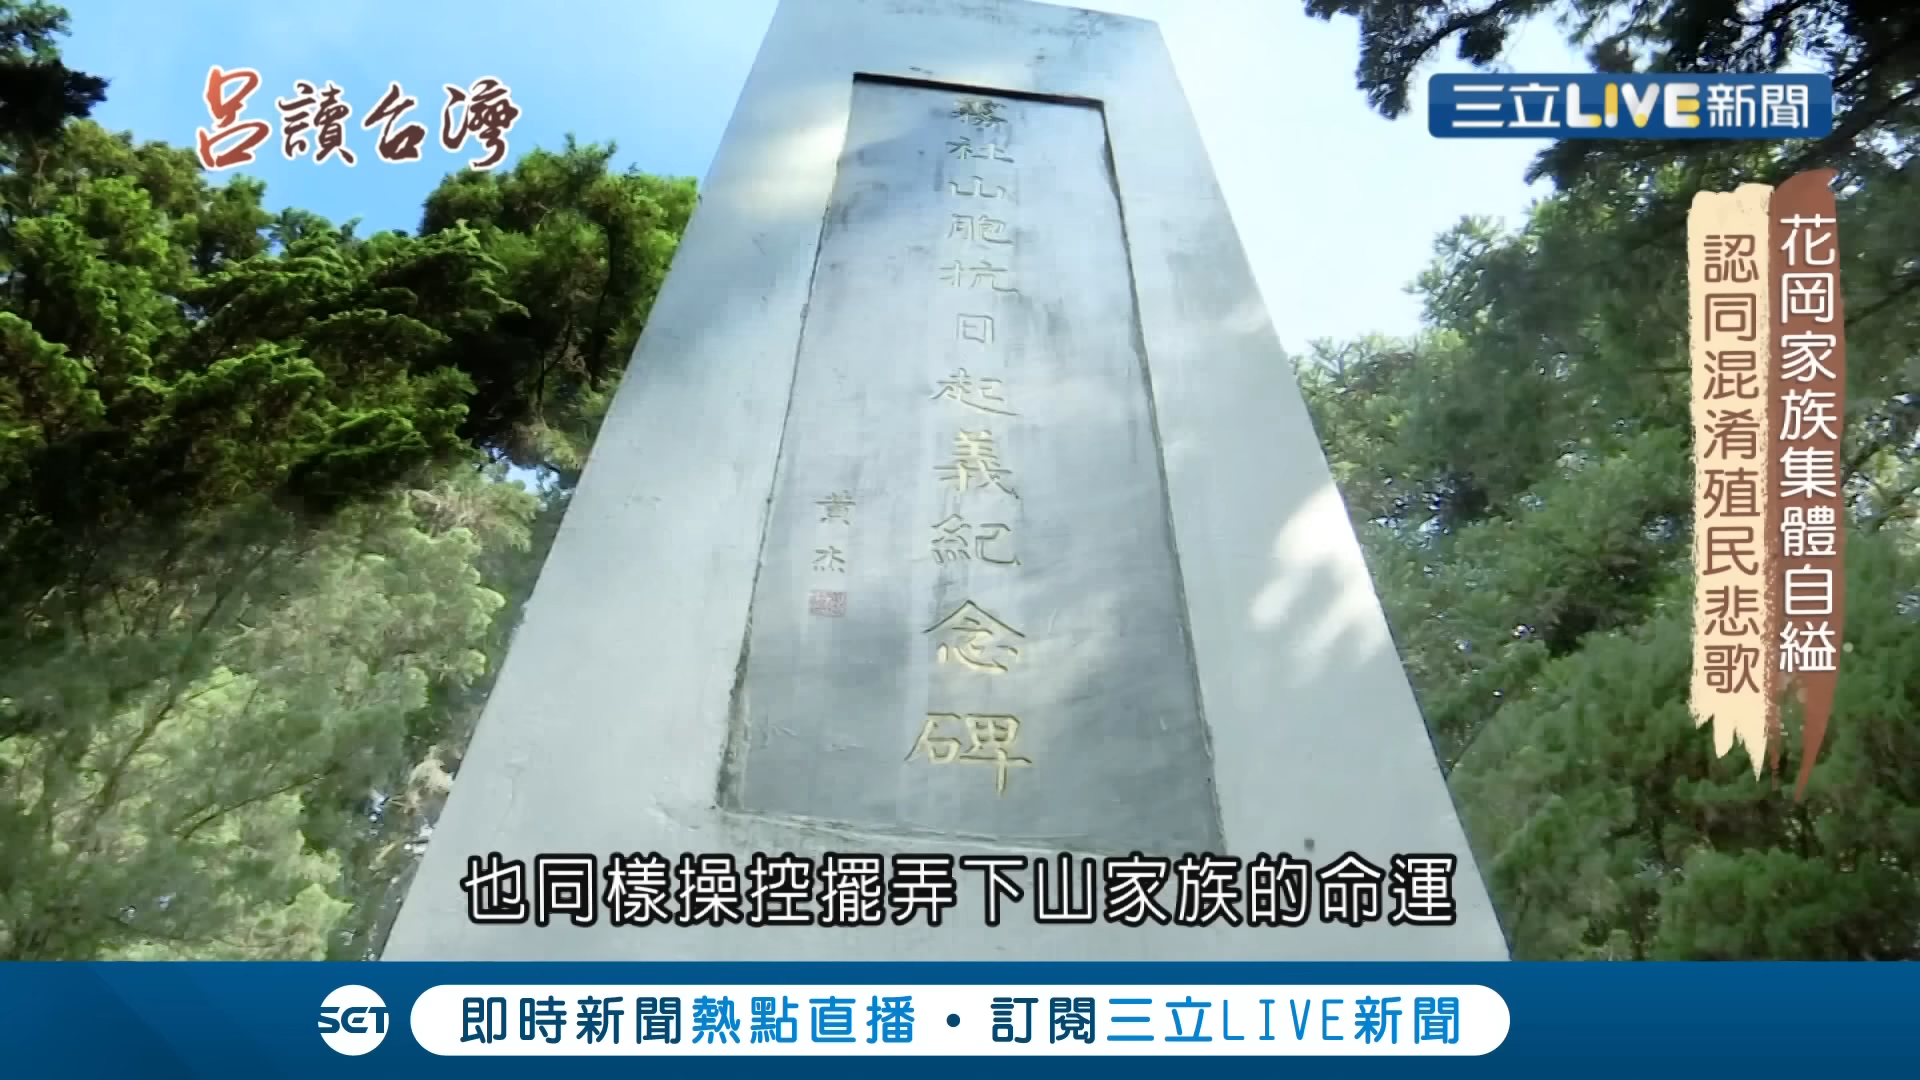 呂讀台灣
三立LIVE新聞
花岡家族集體自縊
認同混淆殖民悲歌
霧社山胞抗日起義紀念碑
黃杰
也同樣操控擺弄下山家族的命運
SET
即時新聞熱點直播・訂閱三立LIVE新聞